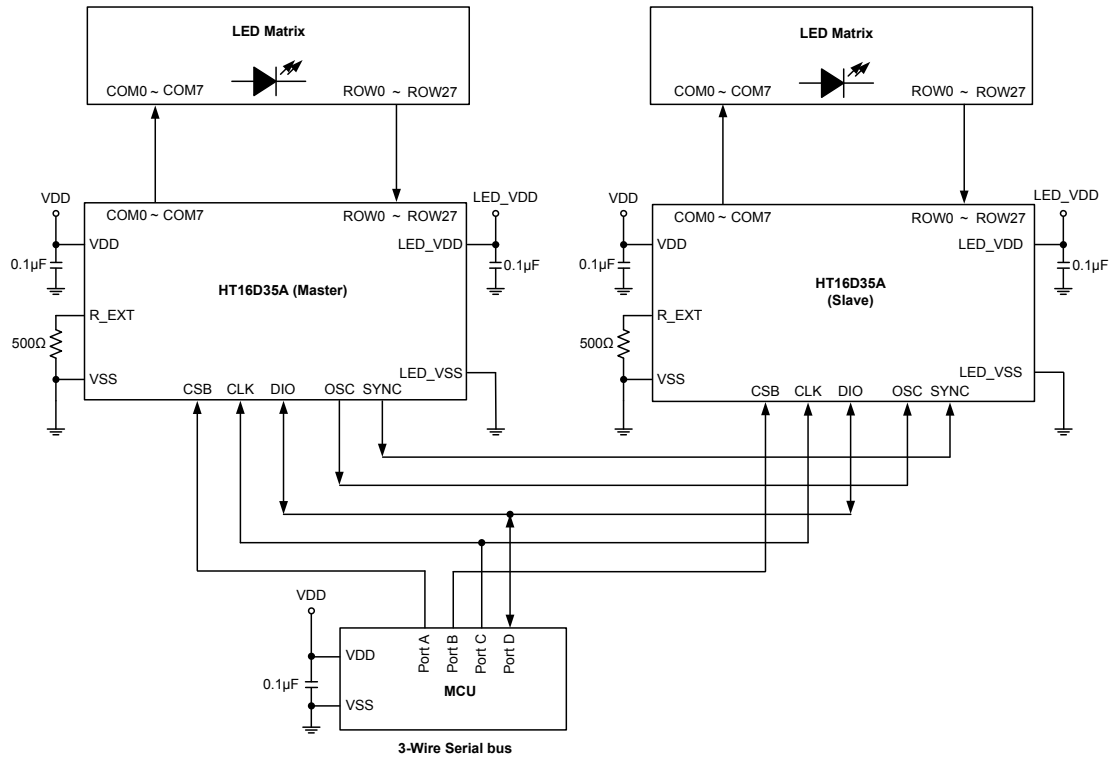 LED Matrix
COM0 ~ COM7
ROW0 ~ ROW27
LED Matrix
COM0 ~ COM7
ROW0 ~ ROW27
VDD
COM0 ~ COM7
ROW0 ~ ROW27
LED_VDD
VDD
LED_VDD
0.1µF
0.1µF
HT16D35A (Master)
R_EXT
500Ω
VSS
LED_VSS
CSB CLK DIO OSC SYNC
VDD
COM0 ~ COM7
ROW0 ~ ROW27
LED_VDD
VDD
LED_VDD
0.1µF
0.1µF
HT16D35A
(Slave)
R_EXT
500Ω
VSS
LED_VSS
CSB CLK DIO OSC SYNC
VDD
Port A
Port B
Port C
Port D
VDD
0.1µF
MCU
VSS
3-Wire Serial bus